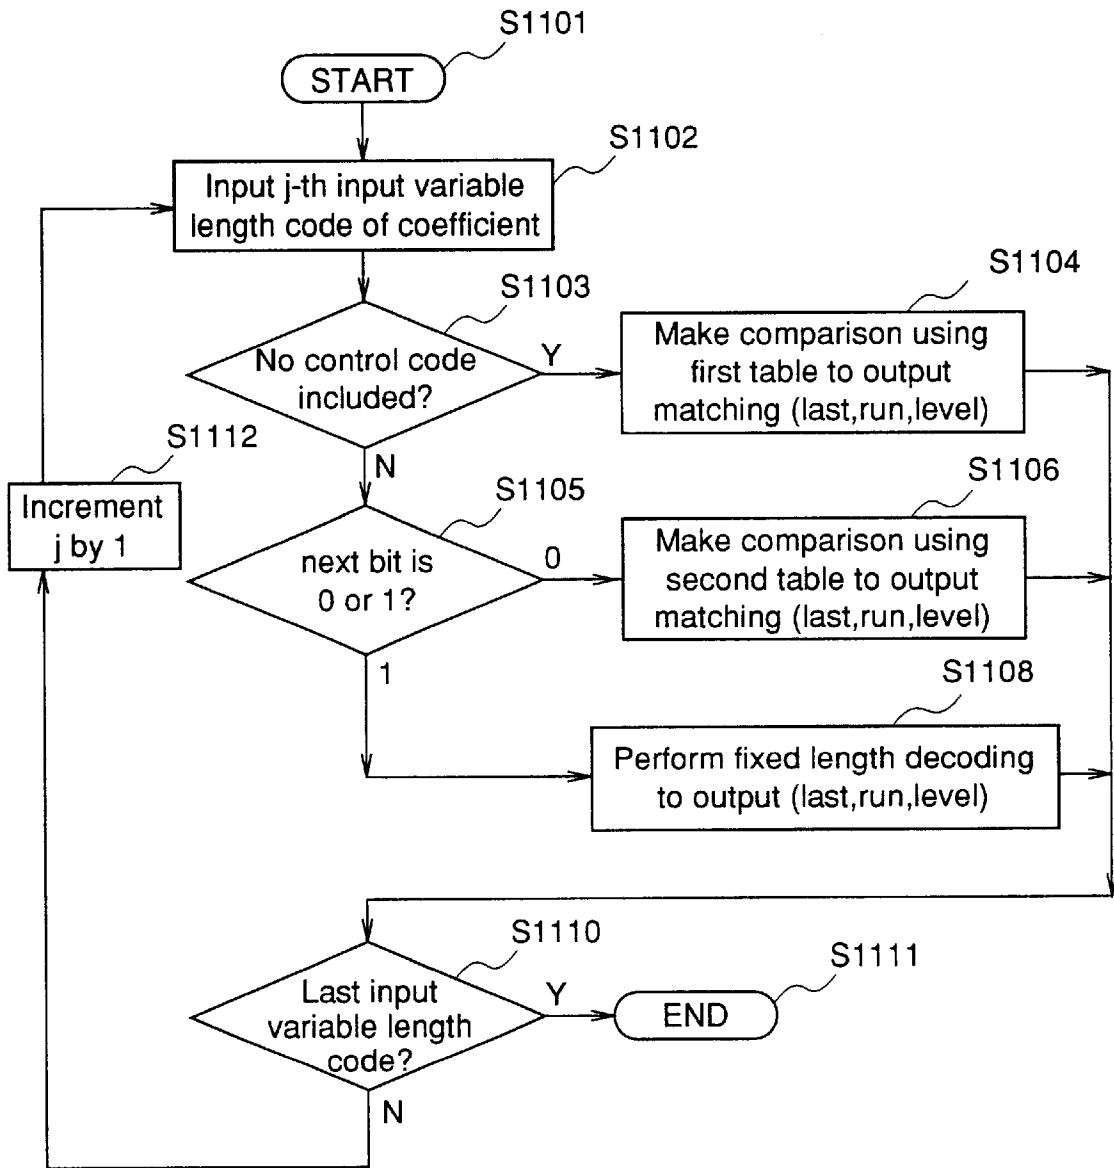 S1101
START
S1102
Input j-th input variable
length code of coefficient
S1103
No control code
included?
Y
N
S1104
Make comparison using
first table to output
matching (last,run,level)
S1112
Increment
j by 1
S1105
next bit is
0 or 1?
0
1
S1106
Make comparison using
second table to output
matching (last,run,level)
S1108
Perform fixed length decoding
to output (last,run,level)
S1110
Last input
variable length
code?
Y
N
S1111
END